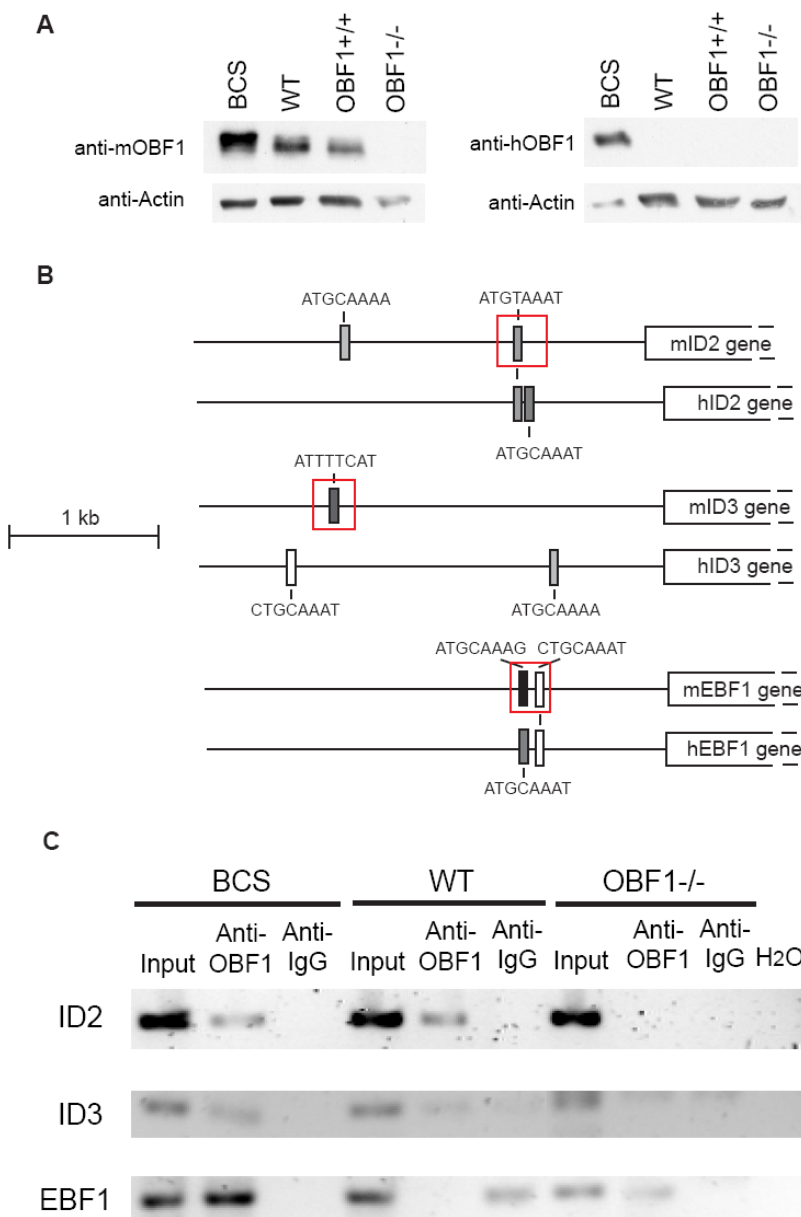 A
BCS WT OBF1+/+ OBF1-/-
anti-mOBF1
anti-Actin
BCS WT OBF1+/+ OBF1-/-
anti-hOBF1
anti-Actin
B
ATGCAAAA ATGTAAAT
mID2 gene
hID2 gene
ATGCAAAT
ATTTTCAT
mID3 gene
1 kb
hID3 gene
CTGCAAAT ATGCAAAA
ATGCAAAG CTGCAAAT
mEBF1 gene
hEBF1 gene
ATGCAAAT
C
BCS WT OBF1-/-
Input Anti-OBF1 Anti-IgG Input Anti-OBF1 Anti-IgG Input Anti-OBF1 Anti-IgG H2O
ID2
ID3
EBF1